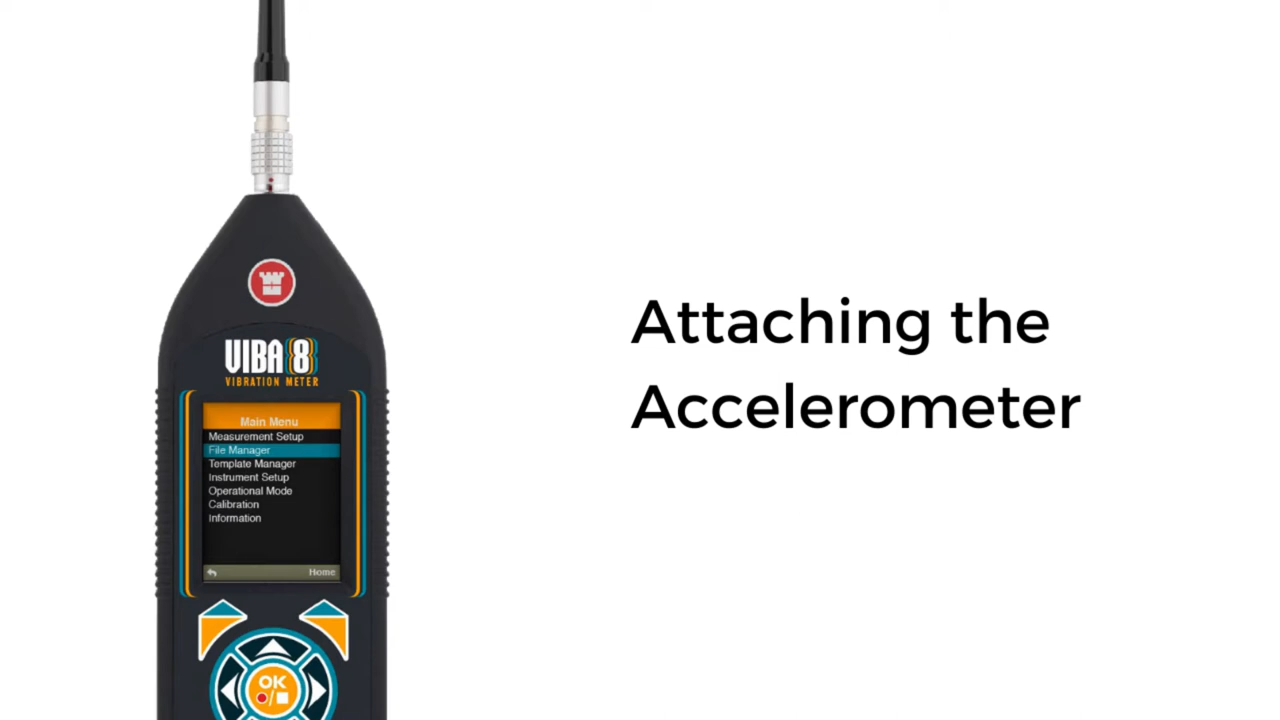 Attaching the
Accelerometer
VIBA 8
VIBRATION METER
Main Menu
Measurement Setup
File Manager
Template Manager
Instrument Setup
Operational Mode
Calibration
Information
Home
OK